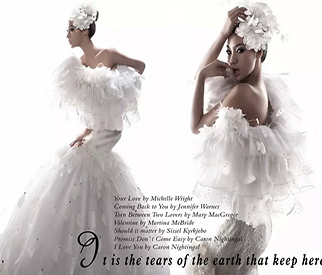 Your Love by Michelle Wright
Coming Back to You by Jennifer Warnes
Torn Between Two Lovers by Mary MacGregor
Valentine by Martina McBride
Should it matter by Sissel Kyrkjebo
Promises Don't Come Easy by Caron Nightingal
I Love You by Caron Nightingal
It is the tears of the earth that keep here